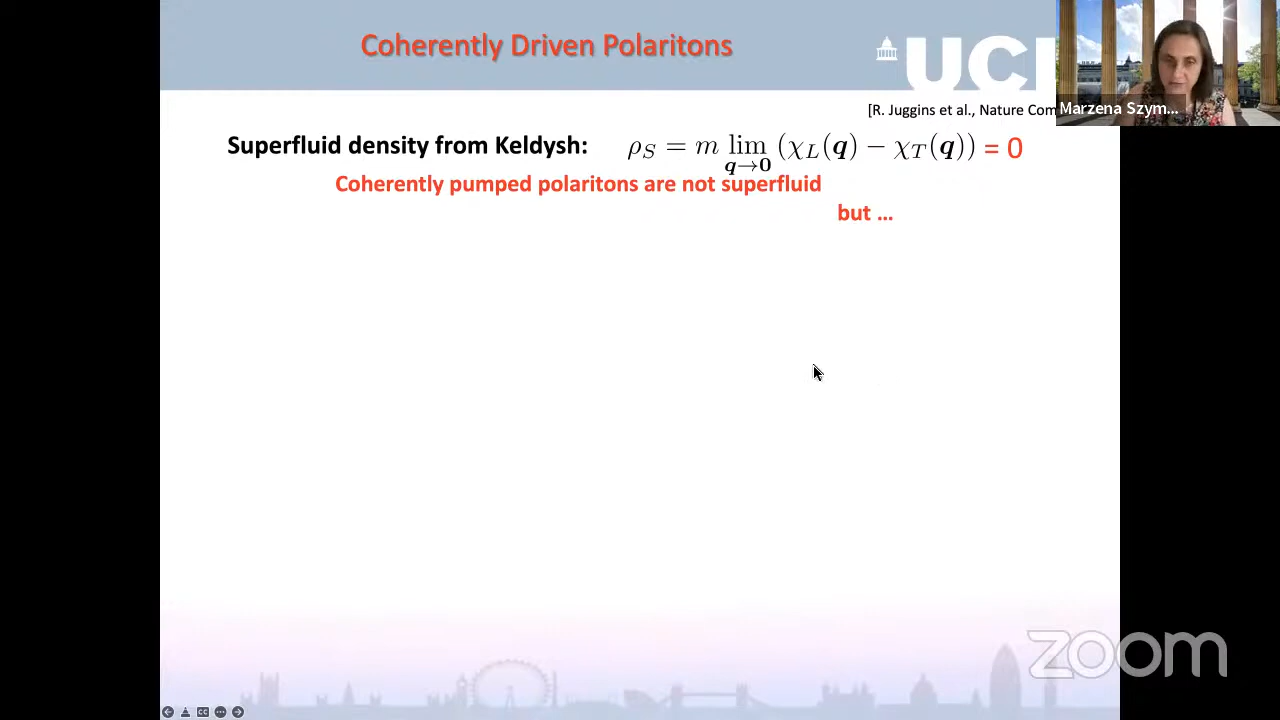 Coherently Driven Polaritons
UCL
[R. Juggins et al., Nature Com
Marzena Szym...
Superfluid density from Keldysh: ρ_S = m lim_{q→0} (χ_L(q) − χ_T(q)) = 0
Coherently pumped polaritons are not superfluid
but ...
zoom
CC